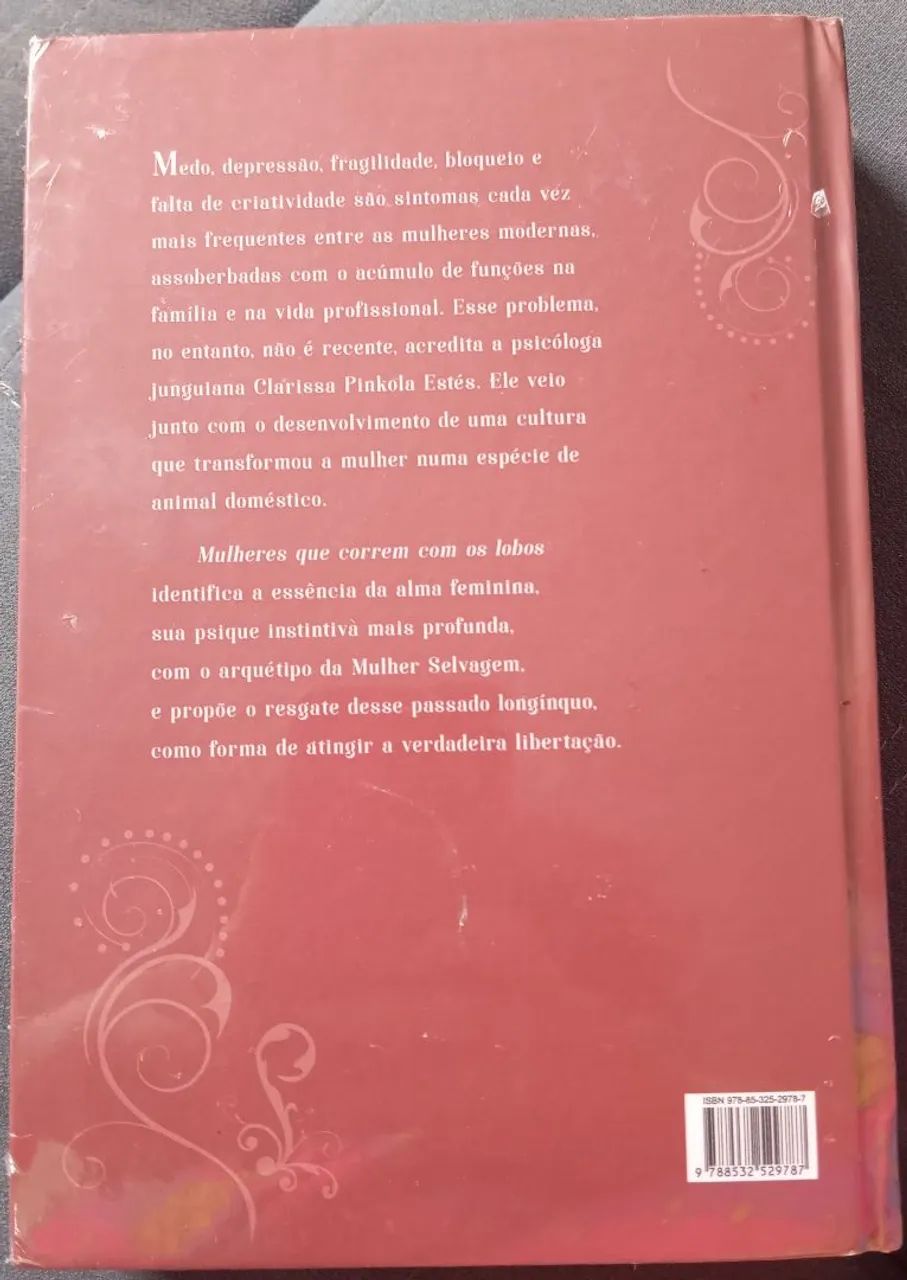 Medo, depressão, fragilidade, bloqueio e
falta de criatividade são sintomas cada vez
mais frequentes entre as mulheres modernas,
assoberbadas com o acúmulo de funções na
família e na vida profissional. Esse problema,
no entanto, não é recente, acredita a psicóloga
junguiana Clarissa Pinkola Estés. Ele veio
junto com o desenvolvimento de uma cultura
que transformou a mulher numa espécie de
animal doméstico.
Mulheres que correm com os lobos
identifica a essência da alma feminina,
sua psique instintiva mais profunda,
com o arquétipo da Mulher Selvagem,
e propõe o resgate desse passado longínquo,
como forma de atingir a verdadeira libertação.
ISBN 978-85-325-2978-7
9 788532 529787